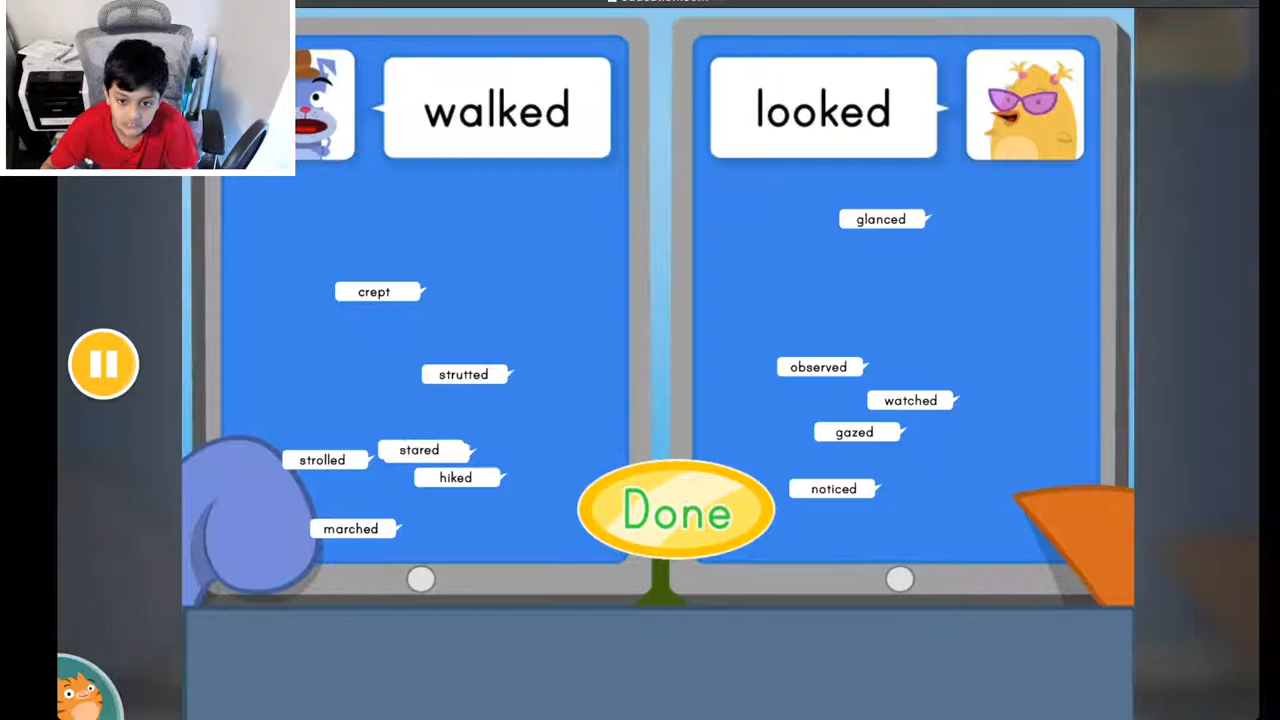 walked
looked
glanced
crept
observed
strutted
watched
gazed
stared
strolled
hiked
noticed
Done
marched